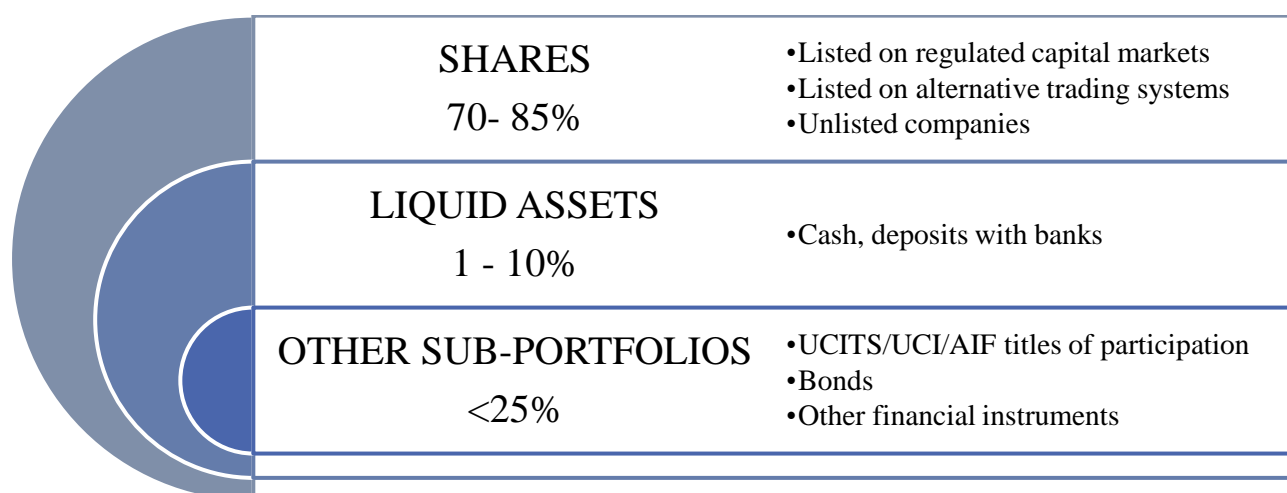 SHARES
70- 85%
•Listed on regulated capital markets
•Listed on alternative trading systems
•Unlisted companies
LIQUID ASSETS
1 - 10%
•Cash, deposits with banks
OTHER SUB-PORTFOLIOS
<25%
•UCITS/UCI/AIF titles of participation
•Bonds
•Other financial instruments